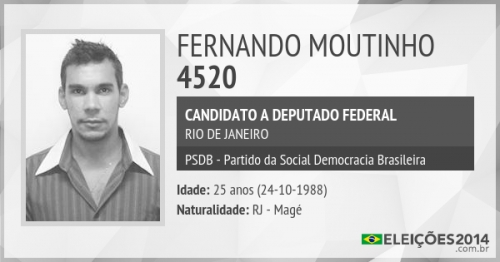 FERNANDO MOUTINHO
4520
CANDIDATO A DEPUTADO FEDERAL
RIO DE JANEIRO
PSDB - Partido da Social Democracia Brasileira
Idade: 25 anos (24-10-1988)
Naturalidade: RJ - Magé
ELEIÇÕES2014
.com.br